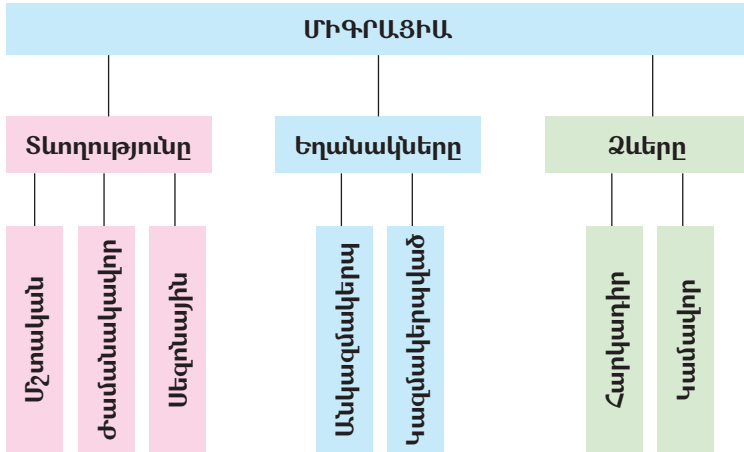 ՄԻԳՐԱՑԻԱ
Տևողությունը
Եղանակները
Ձևերը
Մշտական
Ժամանակավոր
Սեզոնային
Անկազմակերպ
Կազմակերպված
Հարկադիր
Կամավոր